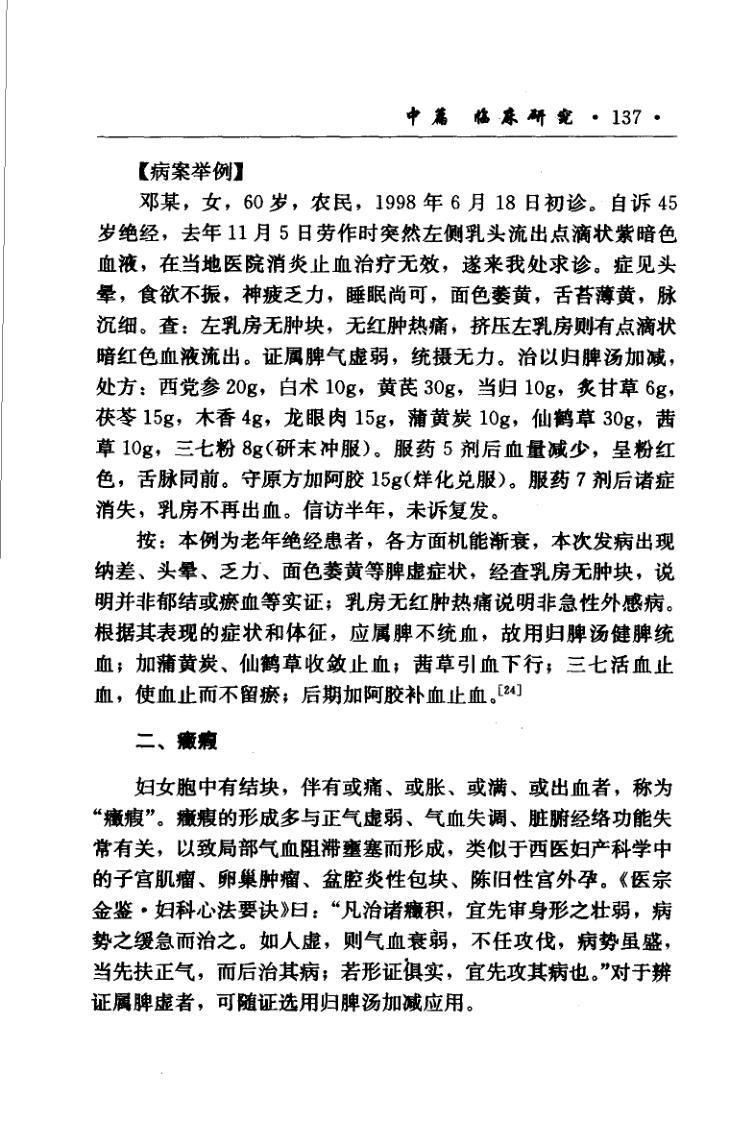 中篇 临床研究 · 137 ·
【病案举例】
邓某，女，60 岁，农民，1998 年 6 月 18 日初诊。自诉 45
岁绝经，去年 11 月 5 日劳作时突然左侧乳头流出点滴状紫暗色
血液，在当地医院消炎止血治疗无效，遂来我处求诊。症见头
晕，食欲不振，神疲乏力，睡眠尚可，面色萎黄，舌苔薄黄，脉
沉细。查：左乳房无肿块，无红肿热痛，挤压左乳房则有点滴状
暗红色血液流出。证属脾气虚弱，统摄无力。治以归脾汤加减，
处方：西党参 20g，白术 10g，黄芪 30g，当归 10g，炙甘草 6g，
茯苓 15g，木香 4g，龙眼肉 15g，蒲黄炭 10g，仙鹤草 30g，茜
草 10g，三七粉 8g(研末冲服)。服药 5 剂后血量减少，呈粉红
色，舌脉同前。守原方加阿胶 15g(烊化兑服)。服药 7 剂后诸症
消失，乳房不再出血。信访半年，未诉复发。
按：本例为老年绝经患者，各方面机能渐衰，本次发病出现
纳差、头晕、乏力、面色萎黄等脾虚症状，经查乳房无肿块，说
明并非郁结或瘀血等实证；乳房无红肿热痛说明非急性外感病。
根据其表现的症状和体征，应属脾不统血，故用归脾汤健脾统
血；加蒲黄炭、仙鹤草收敛止血；茜草引血下行；三七活血止
血，使血止而不留瘀；后期加阿胶补血止血。[24]
二、癥瘕
妇女胞中有结块，伴有或痛、或胀、或满、或出血者，称为
“癥瘕”。癥瘕的形成多与正气虚弱、气血失调、脏腑经络功能失
常有关，以致局部气血阻滞壅塞而形成，类似于西医妇产科学中
的子宫肌瘤、卵巢肿瘤、盆腔炎性包块、陈旧性宫外孕。《医宗
金鉴·妇科心法要诀》曰：“凡治诸癥积，宜先审身形之壮弱，病
势之缓急而治之。如人虚，则气血衰弱，不任攻伐，病势虽盛，
当先扶正气，而后治其病；若形证俱实，宜先攻其病也。”对于辨
证属脾虚者，可随证选用归脾汤加减应用。